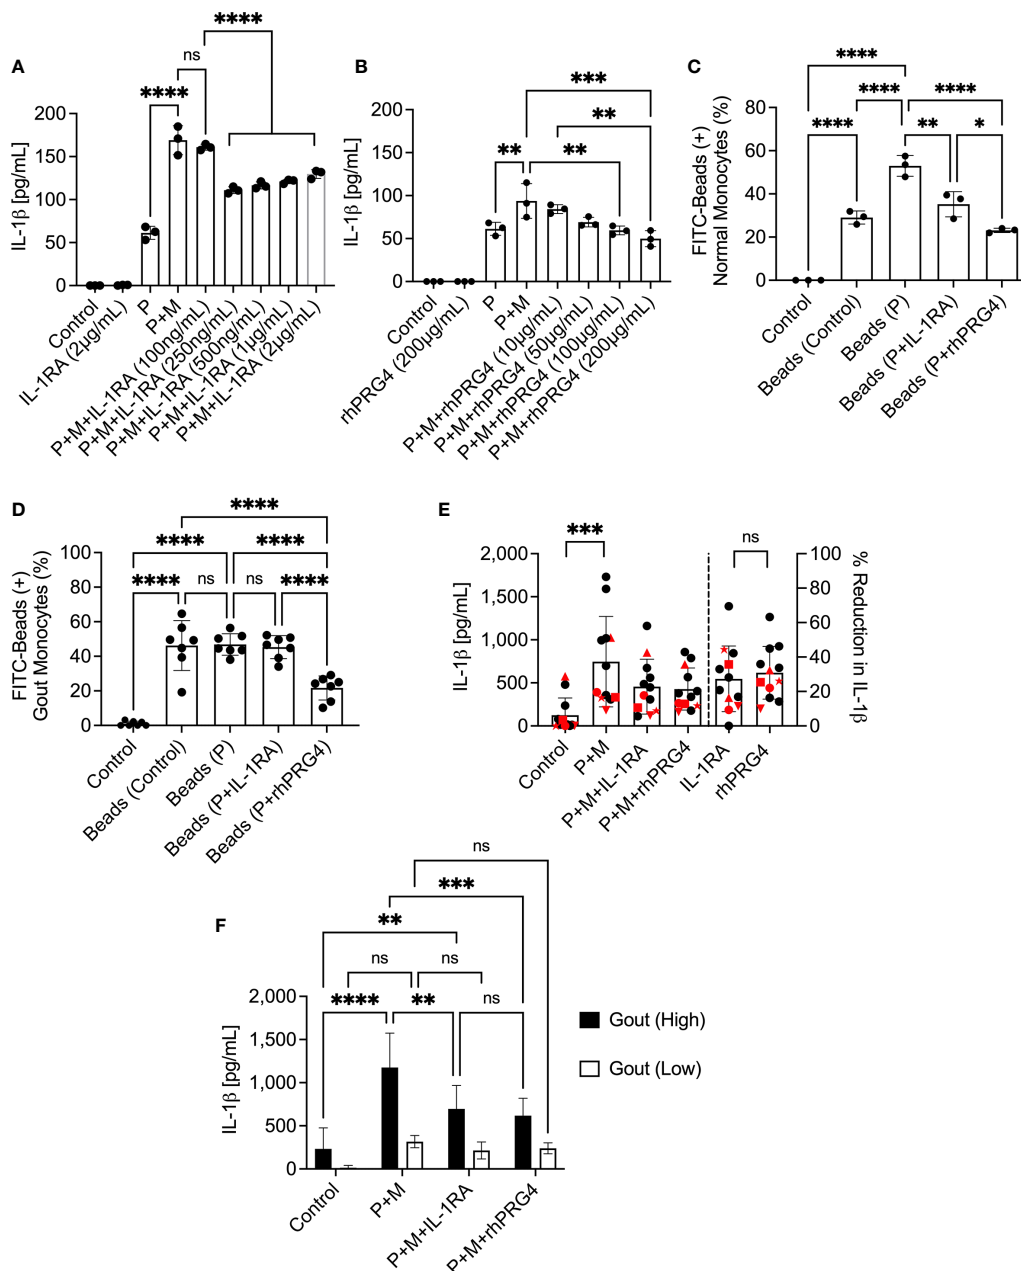 A
****
ns
****
IL-1β [pg/mL]
200
150
100
50
0
Control
IL-1RA (2µg/mL)
P
P+M
P+M+IL-1RA (100ng/mL)
P+M+IL-1RA (250ng/mL)
P+M+IL-1RA (500ng/mL)
P+M+IL-1RA (1µg/mL)
P+M+IL-1RA (2µg/mL)
B
***
**
**
**
IL-1β [pg/mL]
200
150
100
50
0
Control
rhPRG4 (200µg/mL)
P
P+M
P+M+rhPRG4 (10µg/mL)
P+M+rhPRG4 (50µg/mL)
P+M+rhPRG4 (100µg/mL)
P+M+rhPRG4 (200µg/mL)
C
****
****
****
****
**
*
FITC-Beads (+)
Normal Monocytes (%)
80
60
40
20
0
Control
Beads (Control)
Beads (P)
Beads (P+IL-1RA)
Beads (P+rhPRG4)
D
****
****
****
****
ns
ns
****
FITC-Beads (+)
Gout Monocytes (%)
100
80
60
40
20
0
Control
Beads (Control)
Beads (P)
Beads (P+IL-1RA)
Beads (P+rhPRG4)
E
***
ns
IL-1β [pg/mL]
2,000
1,500
1,000
500
0
100
80
60
40
20
0
% Reduction in IL-1β
Control
P+M
P+M+IL-1RA
P+M+rhPRG4
IL-1RA
rhPRG4
F
ns
***
**
ns
ns
****
**
ns
IL-1β [pg/mL]
2,000
1,500
1,000
500
0
Control
P+M
P+M+IL-1RA
P+M+rhPRG4
Gout (High)
Gout (Low)